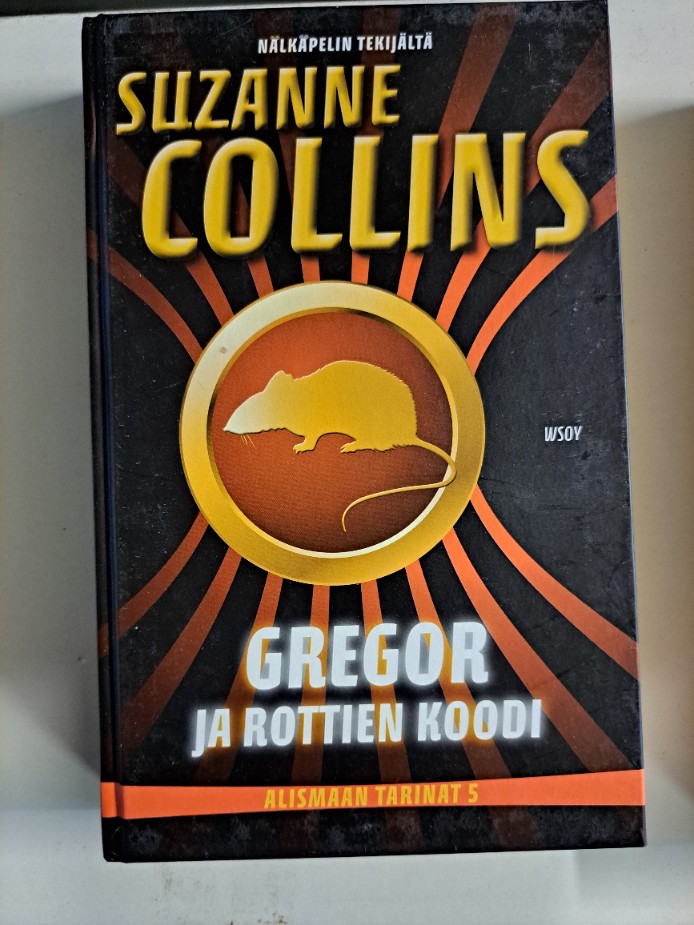 NÄLKÄPELIN TEKIJÄLTÄ
SUZANNE
COLLINS
WSOY
GREGOR
JA ROTTIEN KOODI
ALISMAAN TARINAT 5